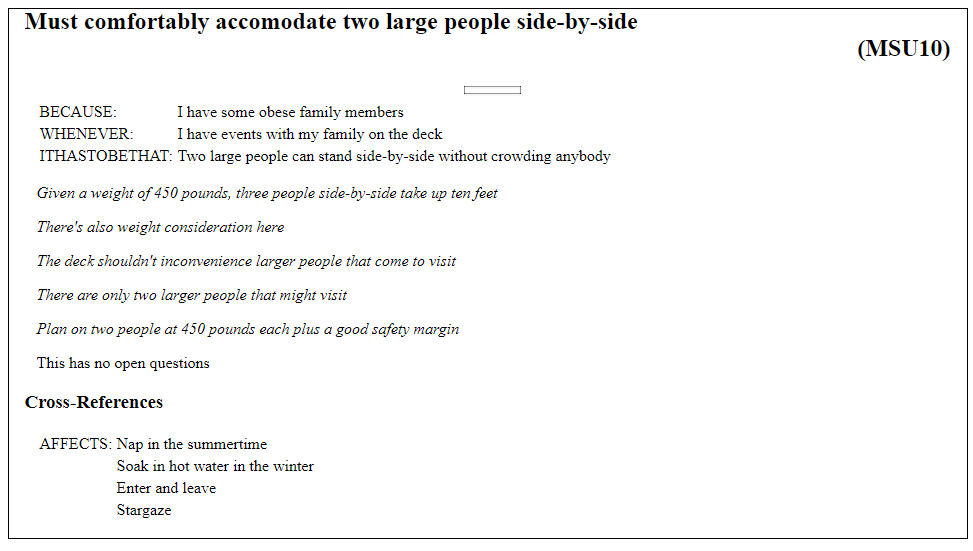 Must comfortably accomodate two large people side-by-side
(MSU10)
BECAUSE: I have some obese family members
WHENEVER: I have events with my family on the deck
ITHASTOBETHAT: Two large people can stand side-by-side without crowding anybody
Given a weight of 450 pounds, three people side-by-side take up ten feet
There's also weight consideration here
The deck shouldn't inconvenience larger people that come to visit
There are only two larger people that might visit
Plan on two people at 450 pounds each plus a good safety margin
This has no open questions
Cross-References
AFFECTS: Nap in the summertime
Soak in hot water in the winter
Enter and leave
Stargaze